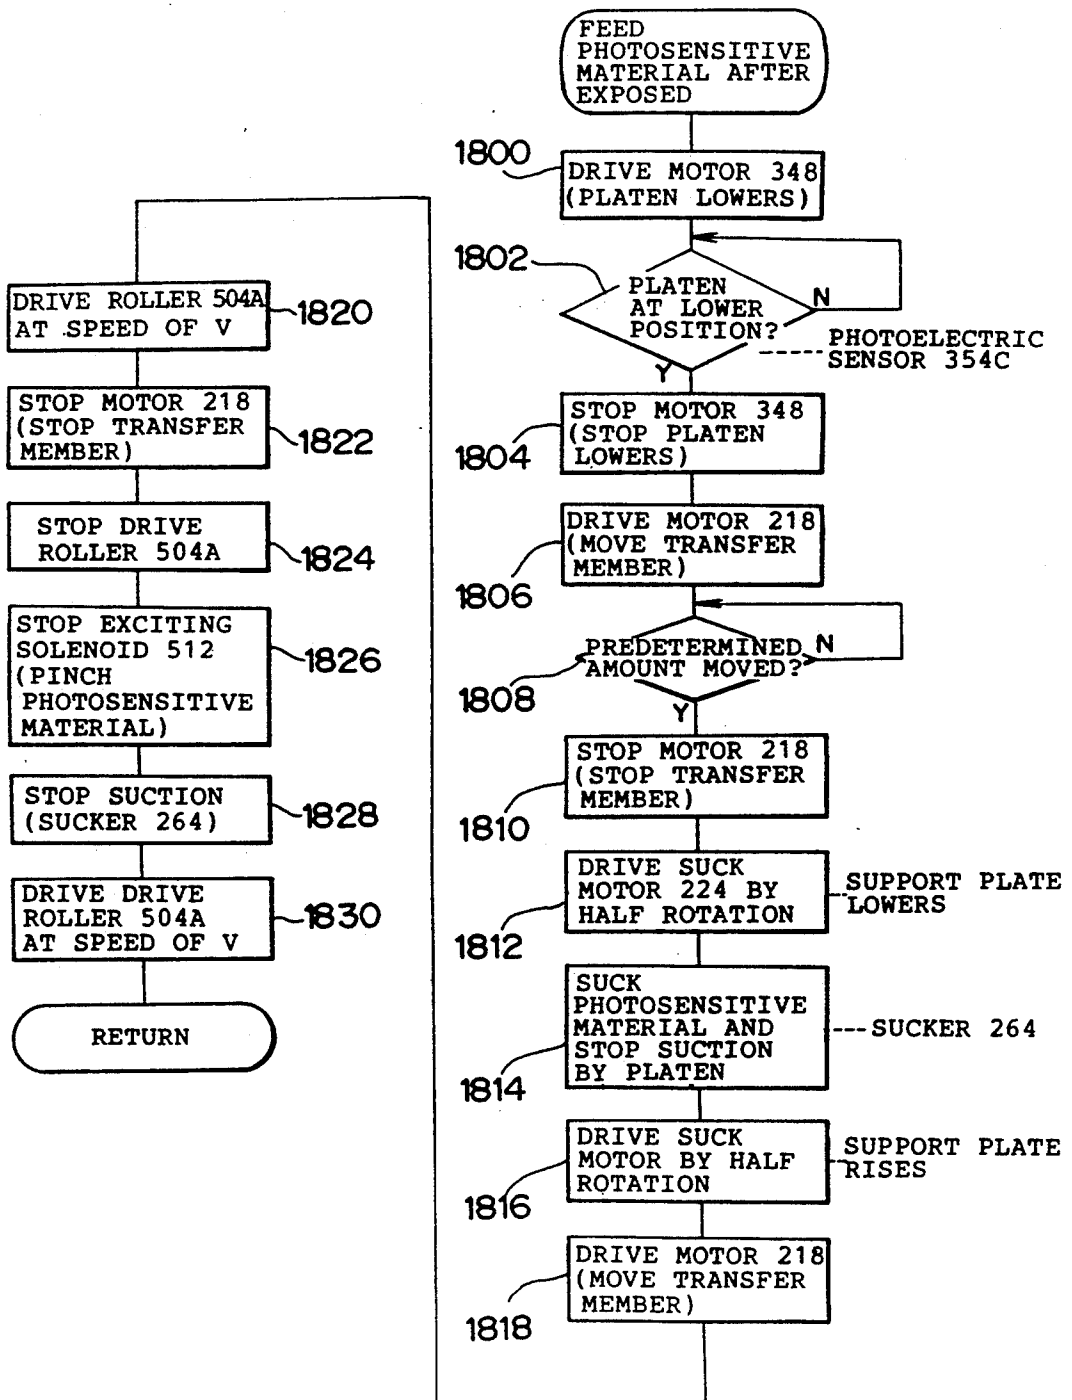 FEED
PHOTOSENSITIVE
MATERIAL AFTER
EXPOSED
1800
DRIVE MOTOR 348
(PLATEN LOWERS)
1802
PLATEN
AT LOWER
POSITION?
N
Y
PHOTOELECTRIC
SENSOR 354C
1804
STOP MOTOR 348
(STOP PLATEN
LOWERS)
1806
DRIVE MOTOR 218
(MOVE TRANSFER
MEMBER)
1808
PREDETERMINED
AMOUNT MOVED?
N
Y
1810
STOP MOTOR 218
(STOP TRANSFER
MEMBER)
1812
DRIVE SUCK
MOTOR 224 BY
HALF ROTATION
SUPPORT PLATE
LOWERS
1814
SUCK
PHOTOSENSITIVE
MATERIAL AND
STOP SUCTION
BY PLATEN
SUCKER 264
1816
DRIVE SUCK
MOTOR BY HALF
ROTATION
SUPPORT PLATE
RISES
1818
DRIVE MOTOR 218
(MOVE TRANSFER
MEMBER)
DRIVE ROLLER 504A
AT SPEED OF V
1820
STOP MOTOR 218
(STOP TRANSFER
MEMBER)
1822
STOP DRIVE
ROLLER 504A
1824
STOP EXCITING
SOLENOID 512
(PINCH
PHOTOSENSITIVE
MATERIAL)
1826
STOP SUCTION
(SUCKER 264)
1828
DRIVE DRIVE
ROLLER 504A
AT SPEED OF V
1830
RETURN